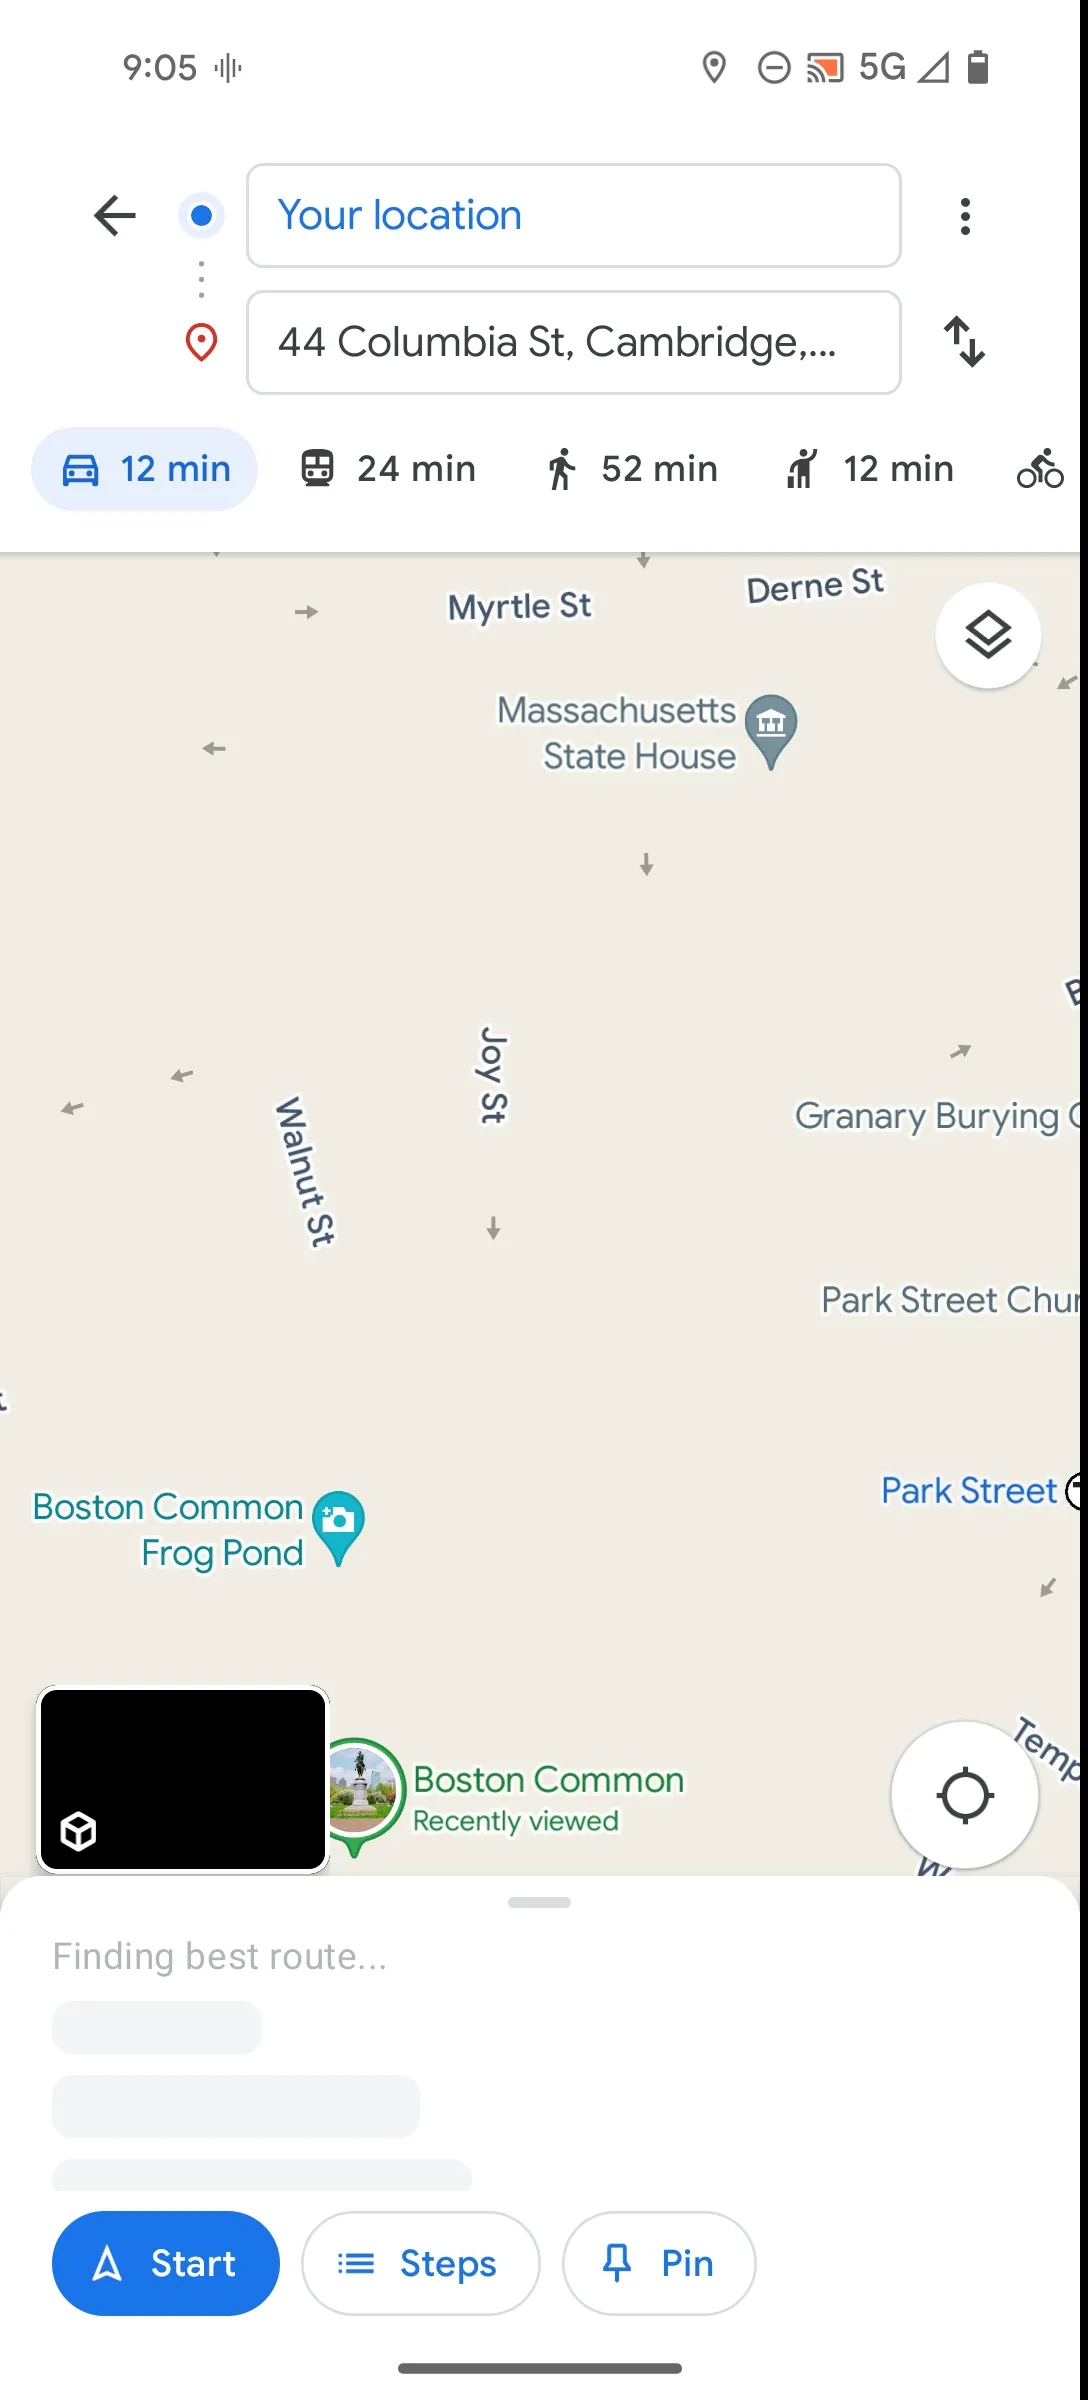 9:05
5G
Your location
44 Columbia St, Cambridge,...
12 min
24 min
52 min
12 min
Myrtle St
Derne St
Massachusetts
State House
Joy St
Walnut St
Granary Burying
Park Street
Park Street
Boston Common
Frog Pond
Boston Common
Recently viewed
Finding best route...
Start
Steps
Pin